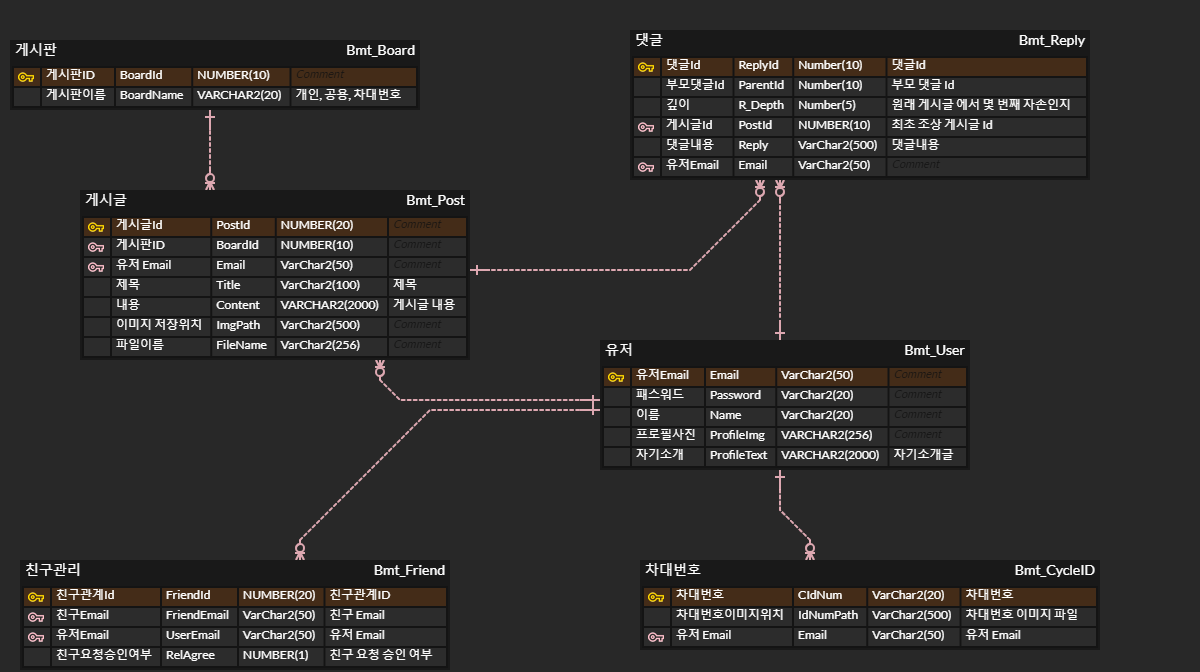 게시판 Bmt_Board
게시판ID BoardId NUMBER(10) Comment
게시판이름 BoardName VARCHAR2(20) 개인, 공용, 차대번호
댓글 Bmt_Reply
댓글Id ReplyId Number(10) 댓글Id
부모댓글Id ParentId Number(10) 부모 댓글 Id
깊이 R_Depth Number(5) 원래 게시글 에서 몇 번째 자손인지
게시글Id PostId NUMBER(10) 최초 조상 게시글 Id
댓글내용 Reply VarChar2(500) 댓글내용
유저Email Email VarChar2(50) Comment
게시글 Bmt_Post
게시글Id PostId NUMBER(20) Comment
게시판ID BoardId NUMBER(10) Comment
유저 Email Email VarChar2(50) Comment
제목 Title VarChar2(100) 제목
내용 Content VARCHAR2(2000) 게시글 내용
이미지 저장위치 ImgPath VarChar2(500) Comment
파일이름 FileName VarChar2(256) Comment
유저 Bmt_User
유저Email Email VarChar2(50) Comment
패스워드 Password VarChar2(20) Comment
이름 Name VarChar2(20) Comment
프로필사진 ProfileImg VARCHAR2(256) Comment
자기소개 ProfileText VARCHAR2(2000) 자기소개글
친구관리 Bmt_Friend
친구관계Id FriendId NUMBER(20) 친구관계ID
친구Email FriendEmail VarChar2(50) 친구 Email
유저Email UserEmail VarChar2(50) 유저 Email
친구요청승인여부 RelAgree NUMBER(1) 친구 요청 승인 여부
차대번호 Bmt_CycleID
차대번호 CIdNum VarChar2(20) 차대번호
차대번호이미지위치 IdNumPath VarChar2(500) 차대번호 이미지 파일
유저 Email Email VarChar2(50) 유저 Email